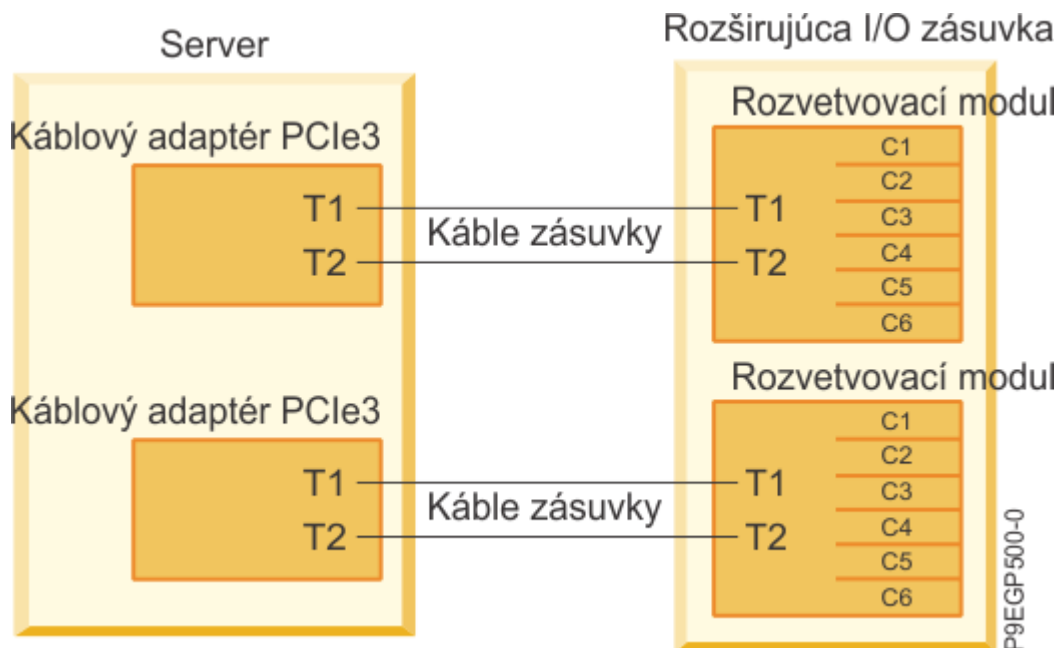 Server
Káblový adaptér PCIe3
T1
T2
Káblový adaptér PCIe3
T1
T2
Káble zásuvky
Káble zásuvky
Rozširujúca I/O zásuvka
Rozvetvovací modul
T1
T2
C1
C2
C3
C4
C5
C6
Rozvetvovací modul
T1
T2
C1
C2
C3
C4
C5
C6
P9EGP500-0